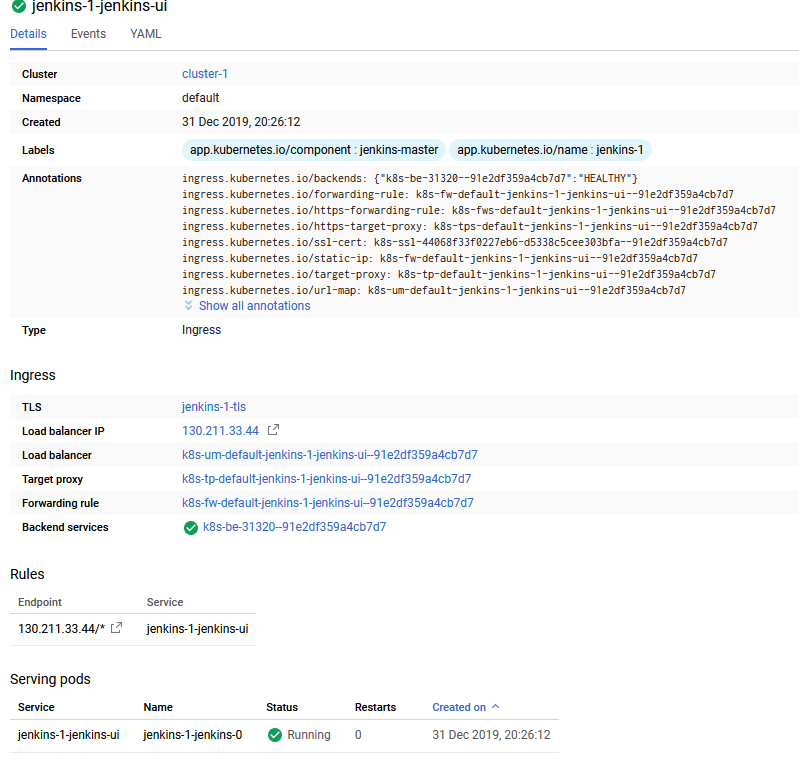 jenkins-1-jenkins-ui
Details Events YAML
Cluster cluster-1
Namespace default
Created 31 Dec 2019, 20:26:12
Labels app.kubernetes.io/component : jenkins-master app.kubernetes.io/name : jenkins-1
Annotations ingress.kubernetes.io/backends: {"k8s-be-31320--91e2df359a4cb7d7":"HEALTHY"}
ingress.kubernetes.io/forwarding-rule: k8s-fw-default-jenkins-1-jenkins-ui--91e2df359a4cb7d7
ingress.kubernetes.io/https-forwarding-rule: k8s-fws-default-jenkins-1-jenkins-ui--91e2df359a4cb7d7
ingress.kubernetes.io/https-target-proxy: k8s-tps-default-jenkins-1-jenkins-ui--91e2df359a4cb7d7
ingress.kubernetes.io/ssl-cert: k8s-ssl-44068f33f0227eb6-d5338c5cee303bfa--91e2df359a4cb7d7
ingress.kubernetes.io/static-ip: k8s-fw-default-jenkins-1-jenkins-ui--91e2df359a4cb7d7
ingress.kubernetes.io/target-proxy: k8s-tp-default-jenkins-1-jenkins-ui--91e2df359a4cb7d7
ingress.kubernetes.io/url-map: k8s-um-default-jenkins-1-jenkins-ui--91e2df359a4cb7d7
Show all annotations
Type Ingress
Ingress
TLS jenkins-1-tls
Load balancer IP 130.211.33.44
Load balancer k8s-um-default-jenkins-1-jenkins-ui--91e2df359a4cb7d7
Target proxy k8s-tp-default-jenkins-1-jenkins-ui--91e2df359a4cb7d7
Forwarding rule k8s-fw-default-jenkins-1-jenkins-ui--91e2df359a4cb7d7
Backend services k8s-be-31320--91e2df359a4cb7d7
Rules
Endpoint Service
130.211.33.44/* jenkins-1-jenkins-ui
Serving pods
Service Name Status Restarts Created on
jenkins-1-jenkins-ui jenkins-1-jenkins-0 Running 0 31 Dec 2019, 20:26:12